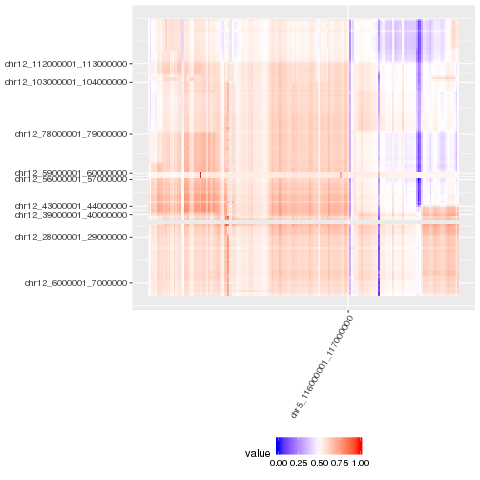 chr12_112000001_113000000
chr12_103000001_104000000
chr12_78000001_79000000
chr12_59000001_60000000
chr12_56000001_57000000
chr12_43000001_44000000
chr12_39000001_40000000
chr12_28000001_29000000
chr12_6000001_7000000
chr5_116000001_117000000
value
0.00 0.25 0.50 0.75 1.00